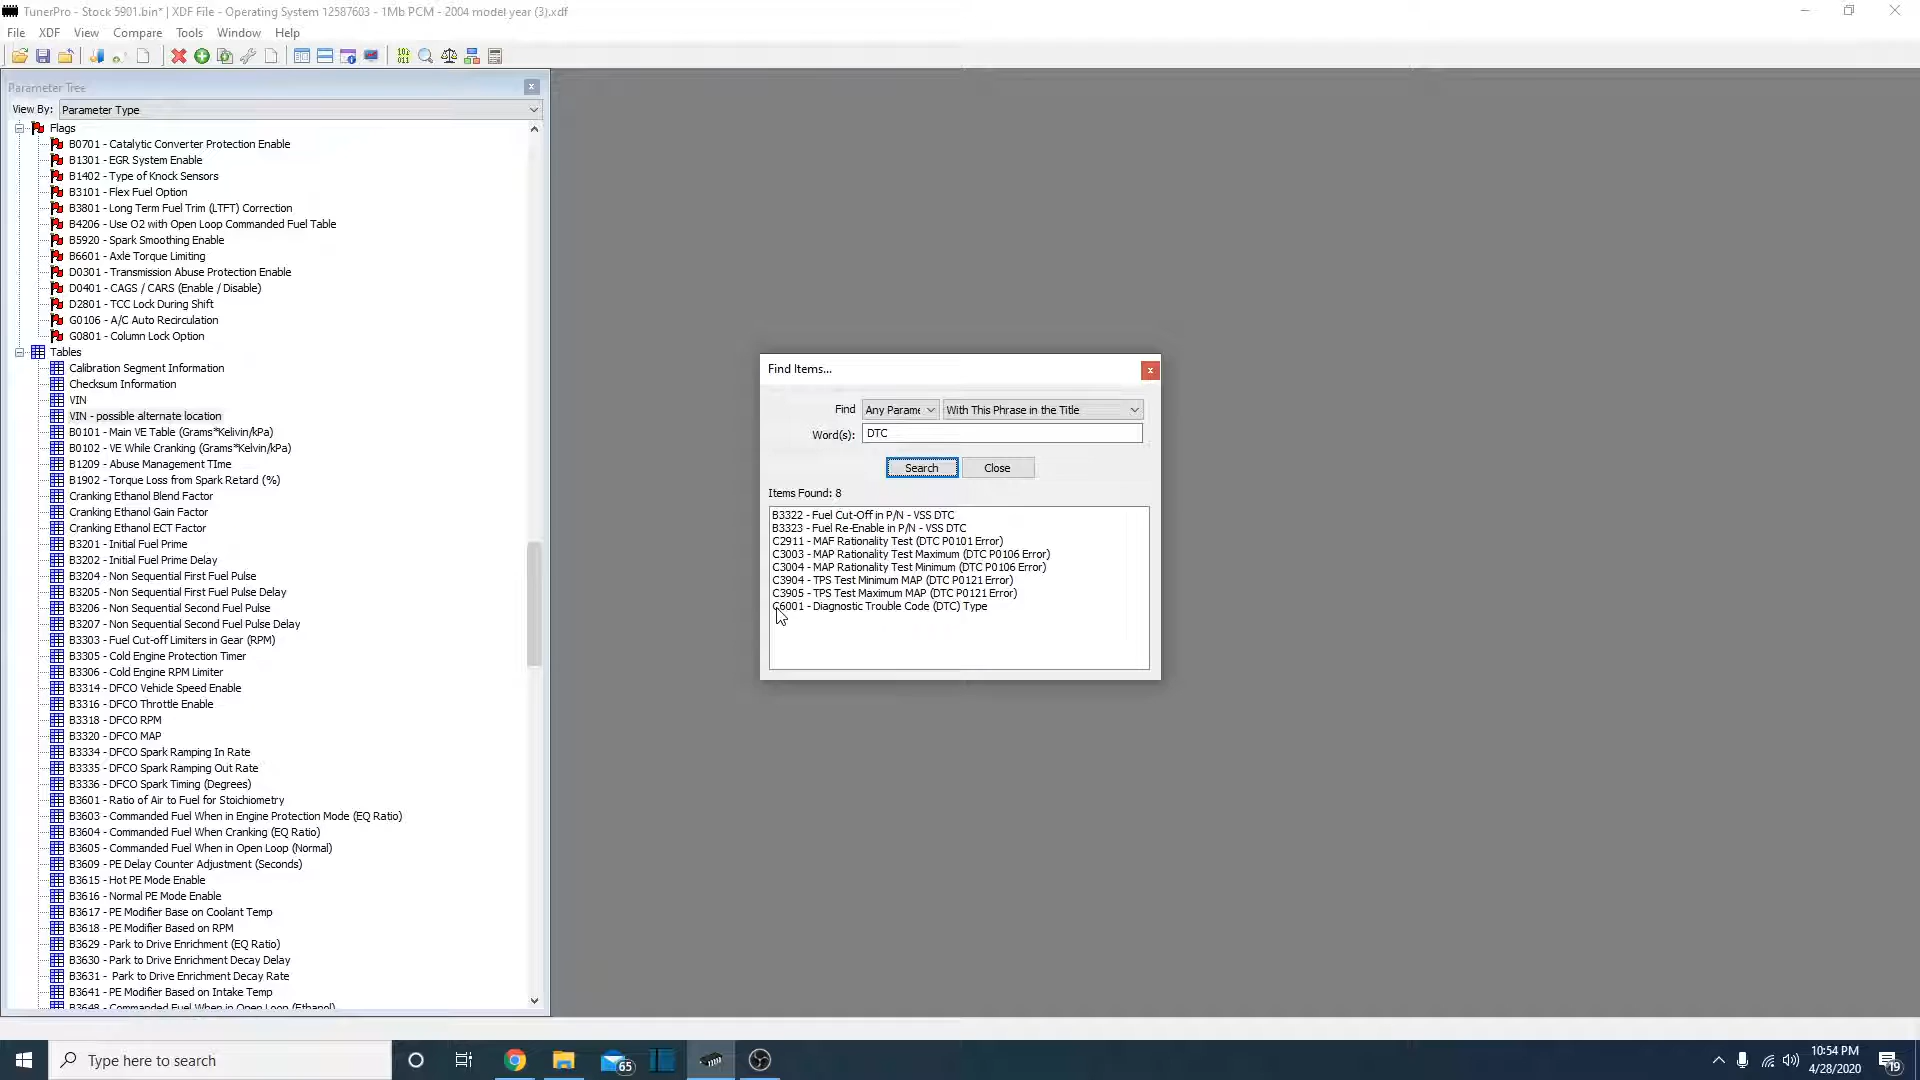 TunerPro - Stock 5901.bin* | XDF File - Operating System 12587603 - 1Mb PCM - 2004 model year (3).xdf
File XDF View Compare Tools Window Help
Parameter Tree
View By: Parameter Type
Flags
B0701 - Catalytic Converter Protection Enable
B1301 - EGR System Enable
B1402 - Type of Knock Sensors
B3101 - Flex Fuel Option
B3801 - Long Term Fuel Trim (LTFT) Correction
B4206 - Use O2 with Open Loop Commanded Fuel Table
B5920 - Spark Smoothing Enable
B6601 - Axle Torque Limiting
D0301 - Transmission Abuse Protection Enable
D0401 - CAGS / CARS (Enable / Disable)
D2801 - TCC Lock During Shift
G0106 - A/C Auto Recirculation
G0801 - Column Lock Option
Tables
Calibration Segment Information
Checksum Information
VIN
VIN - possible alternate location
B0101 - Main VE Table (Grams*Kelivin/kPa)
B0102 - VE While Cranking (Grams*Kelvin/kPa)
B1209 - Abuse Management TIme
B1902 - Torque Loss from Spark Retard (%)
Cranking Ethanol Blend Factor
Cranking Ethanol Gain Factor
Cranking Ethanol ECT Factor
B3201 - Initial Fuel Prime
B3202 - Initial Fuel Prime Delay
B3204 - Non Sequential First Fuel Pulse
B3205 - Non Sequential First Fuel Pulse Delay
B3206 - Non Sequential Second Fuel Pulse
B3207 - Non Sequential Second Fuel Pulse Delay
B3303 - Fuel Cut-off Limiters in Gear (RPM)
B3305 - Cold Engine Protection Timer
B3306 - Cold Engine RPM Limiter
B3314 - DFCO Vehicle Speed Enable
B3316 - DFCO Throttle Enable
B3318 - DFCO RPM
B3320 - DFCO MAP
B3334 - DFCO Spark Ramping In Rate
B3335 - DFCO Spark Ramping Out Rate
B3336 - DFCO Spark Timing (Degrees)
B3601 - Ratio of Air to Fuel for Stoichiometry
B3603 - Commanded Fuel When in Engine Protection Mode (EQ Ratio)
B3604 - Commanded Fuel When Cranking (EQ Ratio)
B3605 - Commanded Fuel When in Open Loop (Normal)
B3609 - PE Delay Counter Adjustment (Seconds)
B3615 - Hot PE Mode Enable
B3616 - Normal PE Mode Enable
B3617 - PE Modifier Base on Coolant Temp
B3618 - PE Modifier Based on RPM
B3629 - Park to Drive Enrichment (EQ Ratio)
B3630 - Park to Drive Enrichment Decay Delay
B3631 - Park to Drive Enrichment Decay Rate
B3641 - PE Modifier Based on Intake Temp
B3648 - Commanded Fuel When in Open Loop (Ethanol)
Find Items...
Find Any Parame With This Phrase in the Title
Word(s): DTC
Search Close
Items Found: 8
B3322 - Fuel Cut-Off in P/N - VSS DTC
B3323 - Fuel Re-Enable in P/N - VSS DTC
C2911 - MAF Rationality Test (DTC P0101 Error)
C3003 - MAP Rationality Test Maximum (DTC P0106 Error)
C3004 - MAP Rationality Test Minimum (DTC P0106 Error)
C3904 - TPS Test Minimum MAP (DTC P0121 Error)
C3905 - TPS Test Maximum MAP (DTC P0121 Error)
C6001 - Diagnostic Trouble Code (DTC) Type
Type here to search
65
10:54 PM
4/28/2020
19